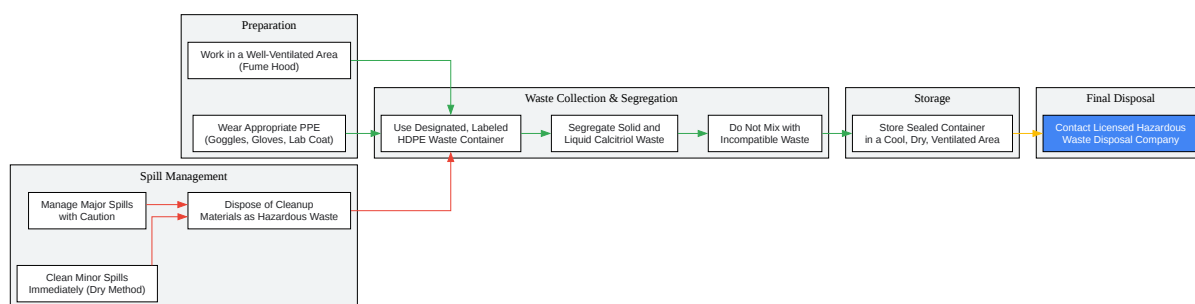 Preparation
Work in a Well-Ventilated Area
(Fume Hood)
Wear Appropriate PPE
(Goggles, Gloves, Lab Coat)
Waste Collection & Segregation
Use Designated, Labeled
HDPE Waste Container
Segregate Solid and
Liquid Calcitriol Waste
Do Not Mix with
Incompatible Waste
Storage
Store Sealed Container
in a Cool, Dry, Ventilated Area
Final Disposal
Contact Licensed Hazardous
Waste Disposal Company
Spill Management
Manage Major Spills
with Caution
Dispose of Cleanup
Materials as Hazardous Waste
Clean Minor Spills
Immediately (Dry Method)